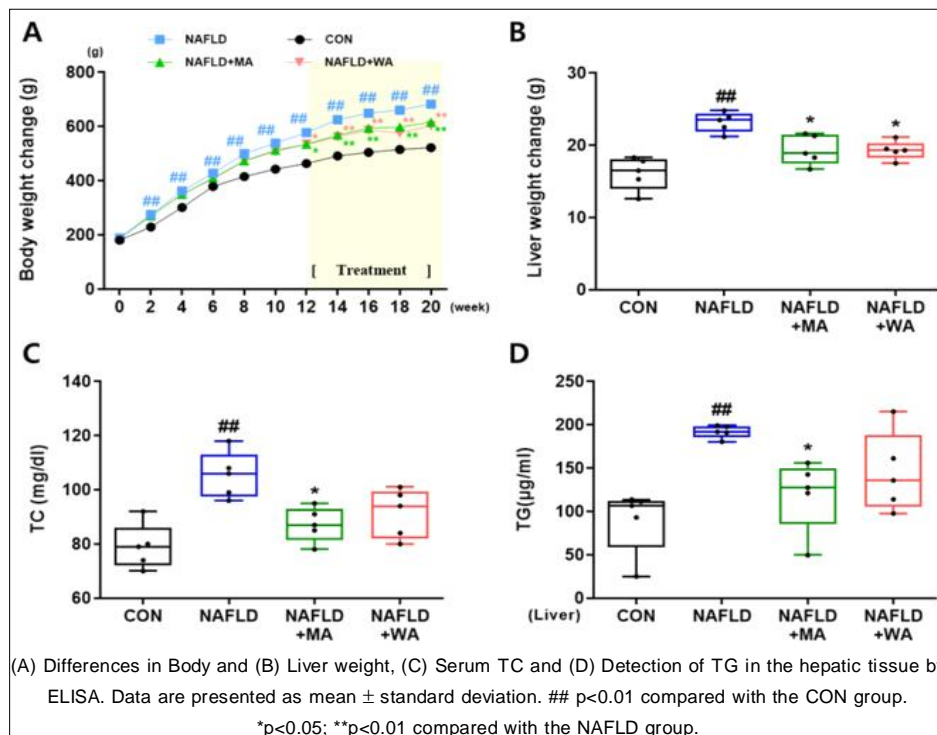 A
NAFLD CON
(g) NAFLD+MA NAFLD+WA
Body weight change (g)
800
600
400
200
0
## ## ## ## ## ## ## ## ## ##
* ** ** ** **
* ** ** ** **
[ Treatment ]
0 2 4 6 8 10 12 14 16 18 20 (week)
B
Liver weight change (g)
30
20
10
0
## * *
CON NAFLD NAFLD NAFLD
+MA +WA
C
TC (mg/dl)
140
120
100
80
60
## *
CON NAFLD NAFLD NAFLD
+MA +WA
D
TG(µg/ml)
250
200
150
100
50
0
## *
(Liver) CON NAFLD NAFLD NAFLD
+MA +WA
(A) Differences in Body and (B) Liver weight, (C) Serum TC and (D) Detection of TG in the hepatic tissue b
ELISA. Data are presented as mean ± standard deviation. ## p<0.01 compared with the CON group.
*p<0.05; **p<0.01 compared with the NAFLD group.